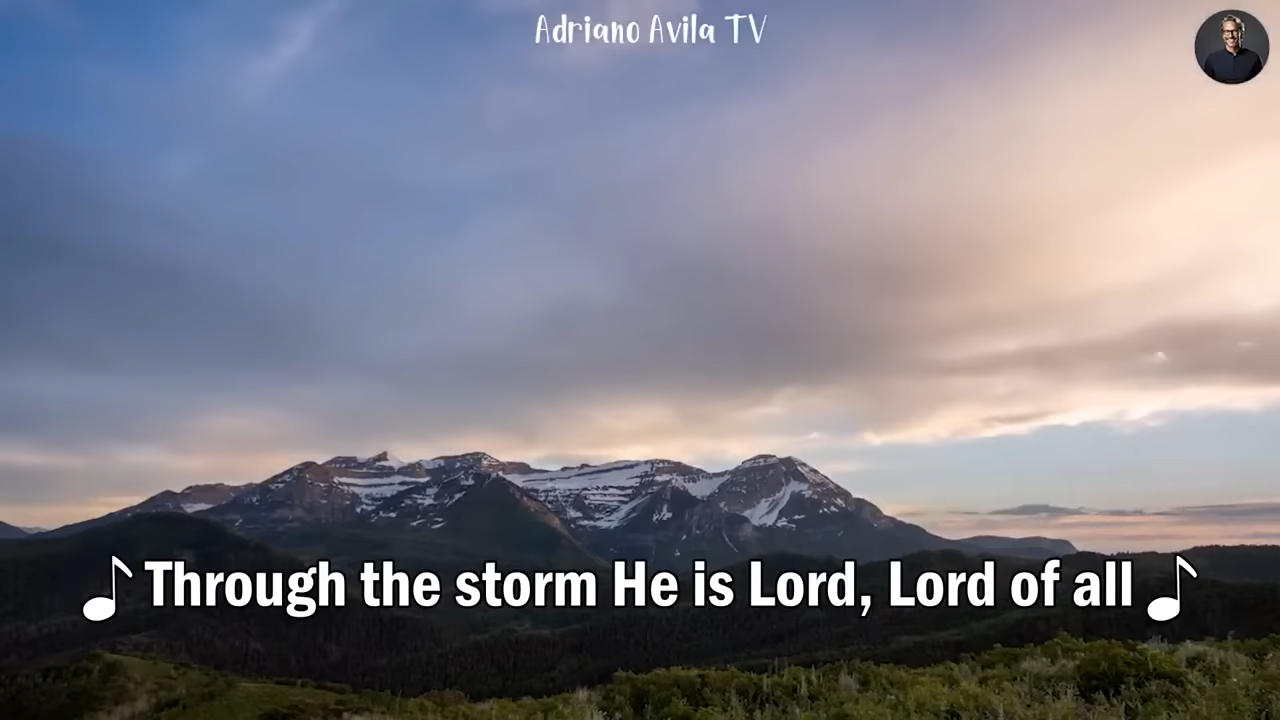 Adriano Avila TV
♪ Through the storm He is Lord, Lord of all ♪